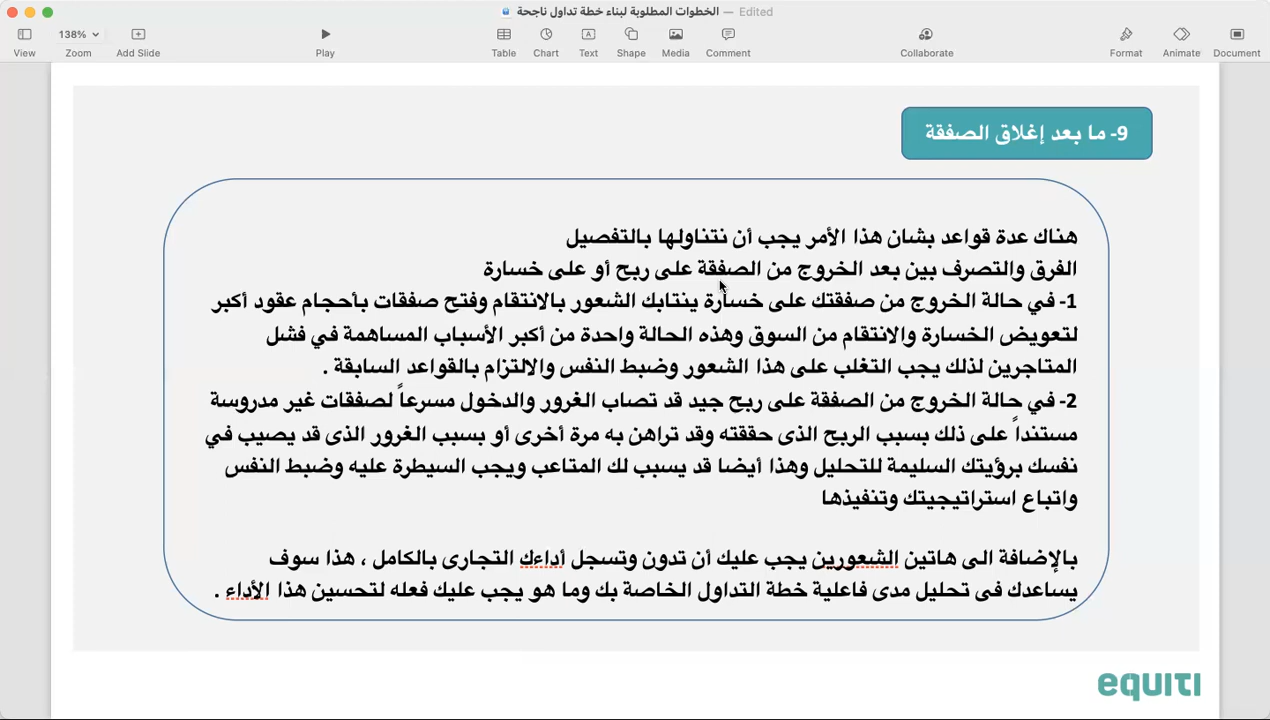 الخطوات المطلوبة لبناء خطة تداول ناجحة — Edited
View
138%
Zoom
Add Slide
Play
Table
Chart
Text
Shape
Media
Comment
Collaborate
Format
Animate
Document
9- ما بعد إغلاق الصفقة
هناك عدة قواعد بشان هذا الأمر يجب أن نتناولها بالتفصيل
الفرق والتصرف بين بعد الخروج من الصفقة على ربح أو على خسارة
1- في حالة الخروج من صفقتك على خسارة ينتابك الشعور بالانتقام وفتح صفقات بأحجام عقود أكبر
لتعويض الخسارة والانتقام من السوق وهذه الحالة واحدة من أكبر الأسباب المساهمة في فشل
المتاجرين لذلك يجب التغلب على هذا الشعور وضبط النفس والالتزام بالقواعد السابقة .
2- في حالة الخروج من الصفقة على ربح جيد قد تصاب الغرور والدخول مسرعاً لصفقات غير مدروسة
مستنداً على ذلك بسبب الربح الذى حققته وقد تراهن به مرة أخرى أو بسبب الغرور الذى قد يصيب في
نفسك برؤيتك السليمة للتحليل وهذا أيضا قد يسبب لك المتاعب ويجب السيطرة عليه وضبط النفس
واتباع استراتيجيتك وتنفيذها
بالإضافة الى هاتين الشعورين يجب عليك أن تدون وتسجل أداءك التجارى بالكامل ، هذا سوف
يساعدك فى تحليل مدى فاعلية خطة التداول الخاصة بك وما هو يجب عليك فعله لتحسين هذا الأداء .
equiti